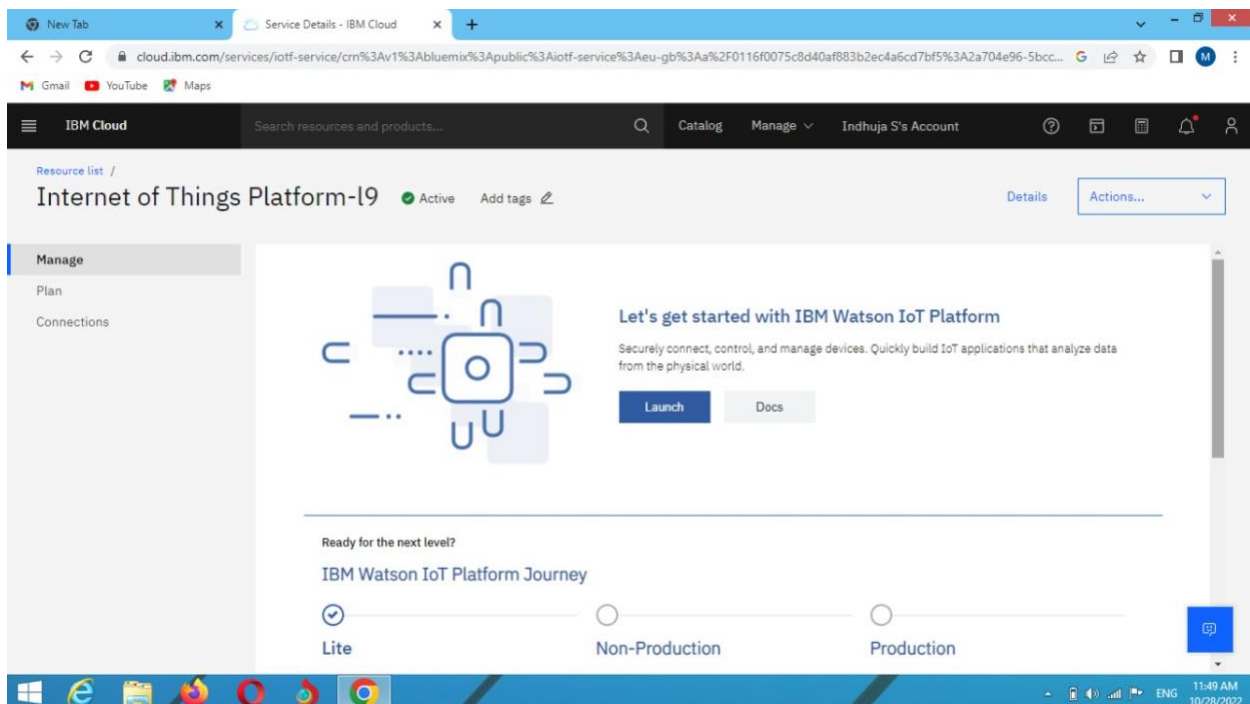 New Tab
Service Details - IBM Cloud
cloud.ibm.com/services/iotf-service/crn%3Av1%3Abluemix%3Apublic%3Aiotf-service%3Aeu-gb%3Aa%2F0116f0075c8d40af883b2ec4a6cd7bf5%3A2a704e96-5bcc...
Gmail YouTube Maps
IBM Cloud Search resources and products... Catalog Manage Indhuja S's Account
Resource list /
Internet of Things Platform-l9 Active Add tags Details Actions...
Manage
Plan
Connections
Let's get started with IBM Watson IoT Platform
Securely connect, control, and manage devices. Quickly build IoT applications that analyze data
from the physical world.
Launch Docs
Ready for the next level?
IBM Watson IoT Platform Journey
Lite Non-Production Production
ENG 11:49 AM
10/28/2022